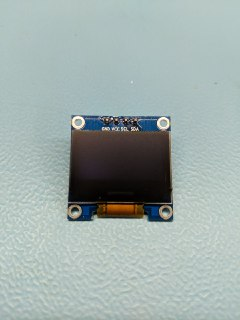 GND VCC SCL SDA